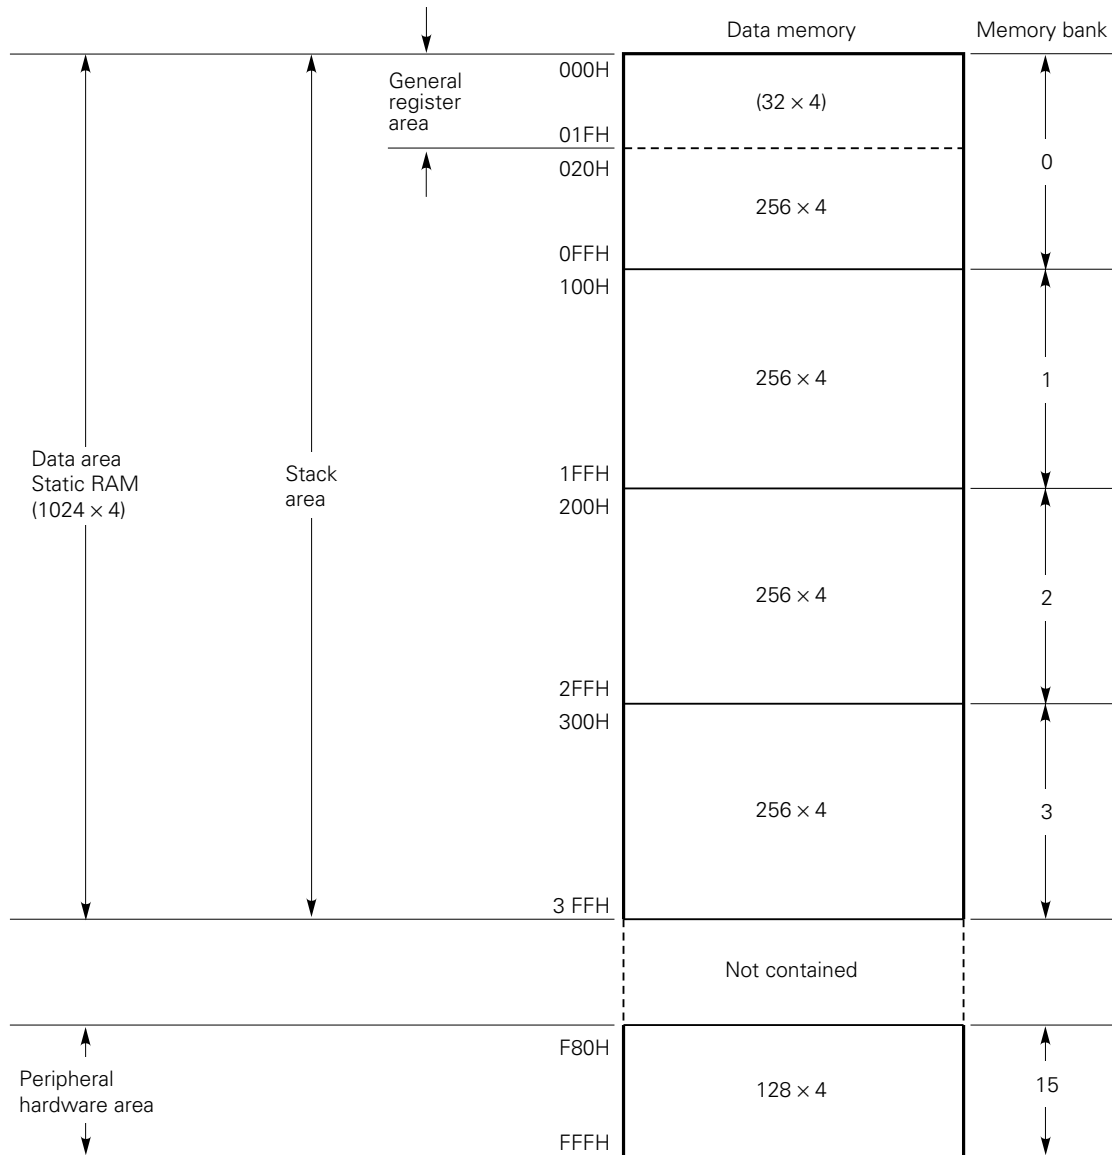 Data memory
Memory bank
000H
General
register
area
(32 × 4)
01FH
020H
0
256 × 4
0FFH
100H
256 × 4
1
Data area
Static RAM
(1024 × 4)
Stack
area
1FFH
200H
256 × 4
2
2FFH
300H
256 × 4
3
3 FFH
Not contained
F80H
Peripheral
hardware area
128 × 4
15
FFFH